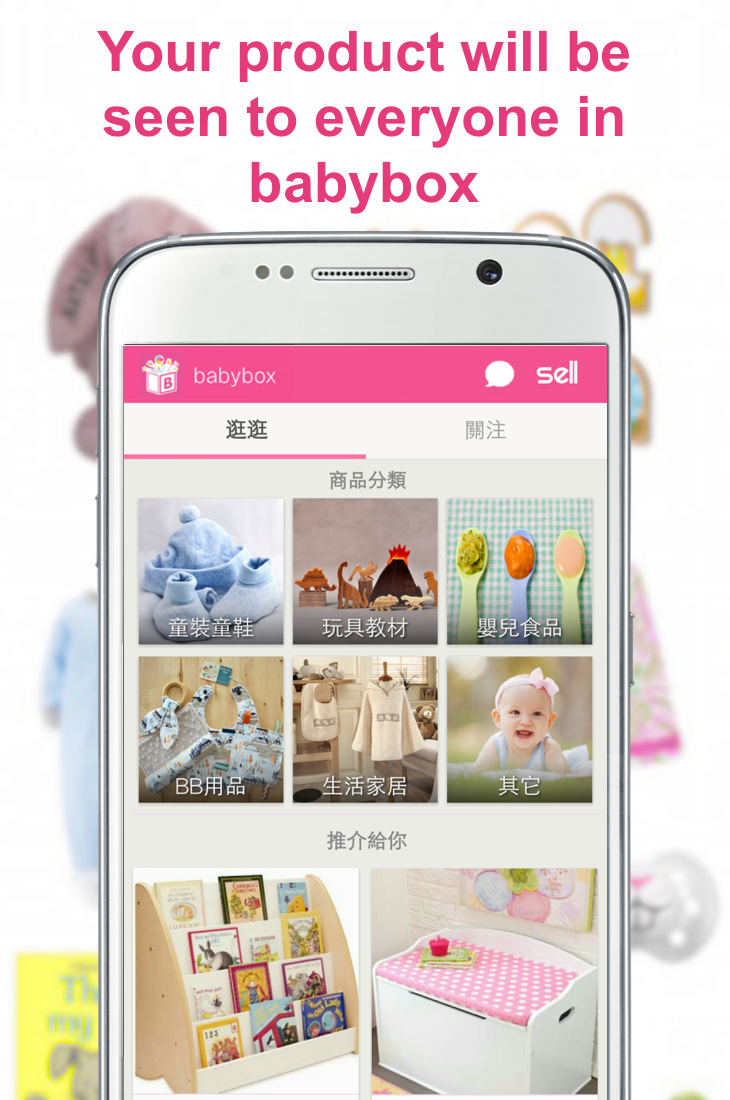 Your product will be
seen to everyone in
babybox
babybox
sell
逛逛
關注
商品分類
童裝童鞋
玩具教材
嬰兒食品
BB用品
生活家居
其它
推介給你